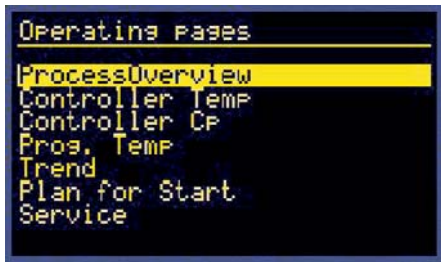 Operating pages
ProcessOverview
Controller Temp
Controller Cp
Prog. Temp
Trend
Plan for Start
Service